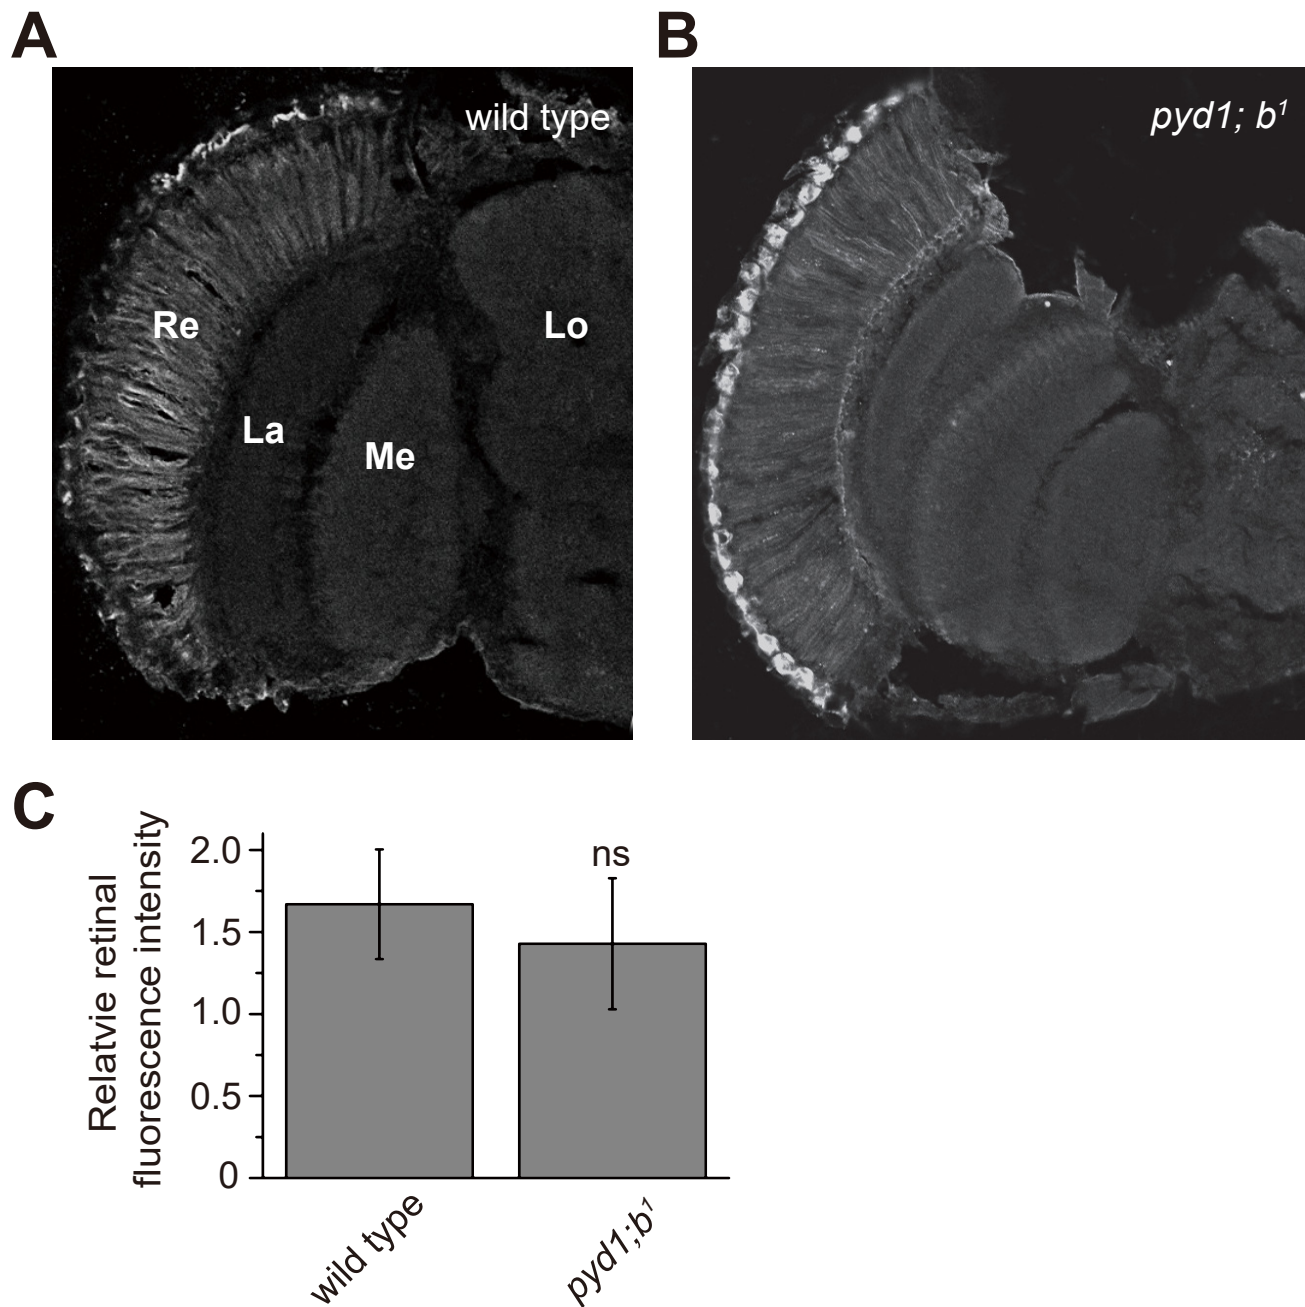 A
B
wild type
pyd1; b¹
Re
Lo
La
Me
C
Relatvie retinal
fluorescence intensity
2.0
1.5
1.0
0.5
0
ns
wild type
pyd1;b¹